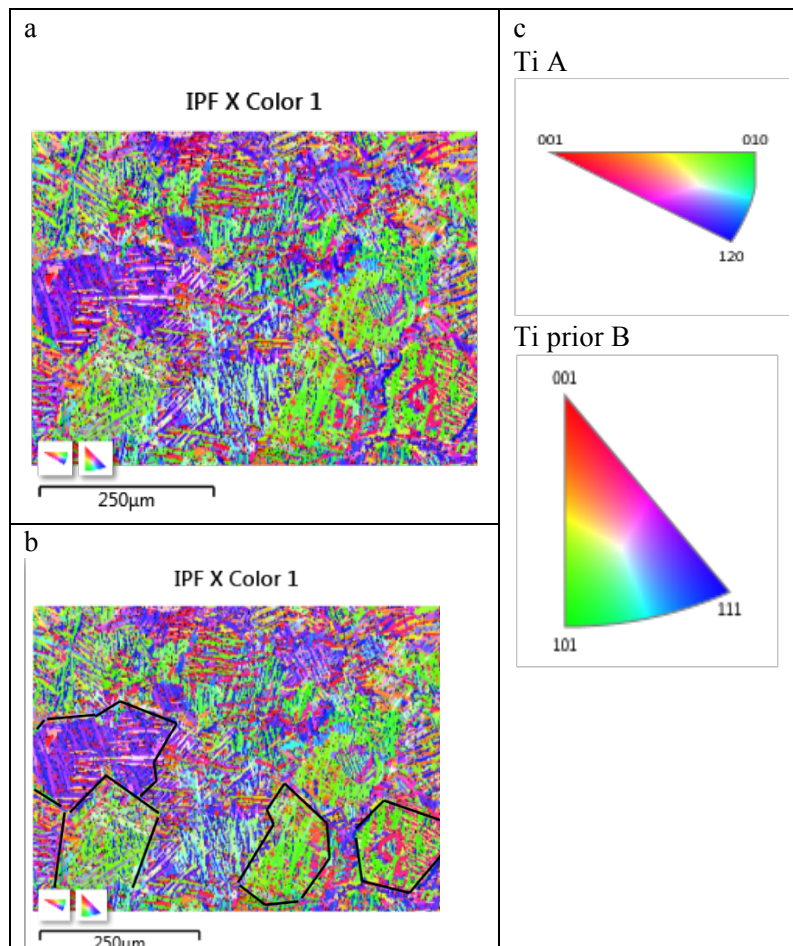 a
IPF X Color 1
250µm
b
IPF X Color 1
250µm
c
Ti A
001
010
120
Ti prior B
001
111
101